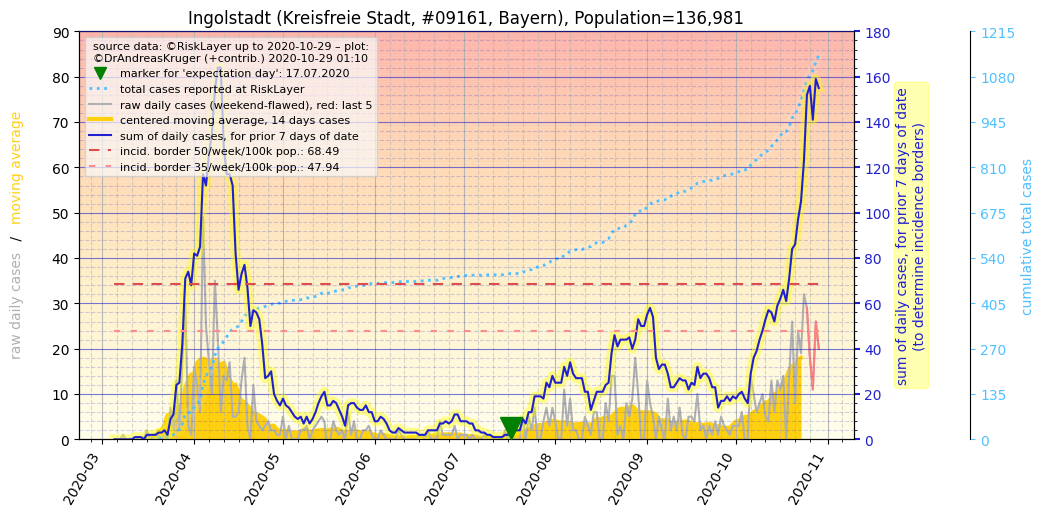 Ingolstadt (Kreisfreie Stadt, #09161, Bayern), Population=136,981
source data: ©RiskLayer up to 2020-10-29 – plot:
©DrAndreasKruger (+contrib.) 2020-10-29 01:10
marker for 'expectation day': 17.07.2020
total cases reported at RiskLayer
raw daily cases (weekend-flawed), red: last 5
centered moving average, 14 days cases
sum of daily cases, for prior 7 days of date
incid. border 50/week/100k pop.: 68.49
incid. border 35/week/100k pop.: 47.94
raw daily cases / moving average
90
80
70
60
50
40
30
20
10
0
2020-03
2020-04
2020-05
2020-06
2020-07
2020-08
2020-09
2020-10
2020-11
180
160
140
120
100
80
60
40
20
0
sum of daily cases, for prior 7 days of date
(to determine incidence borders)
1215
1080
945
810
675
540
405
270
135
0
cumulative total cases